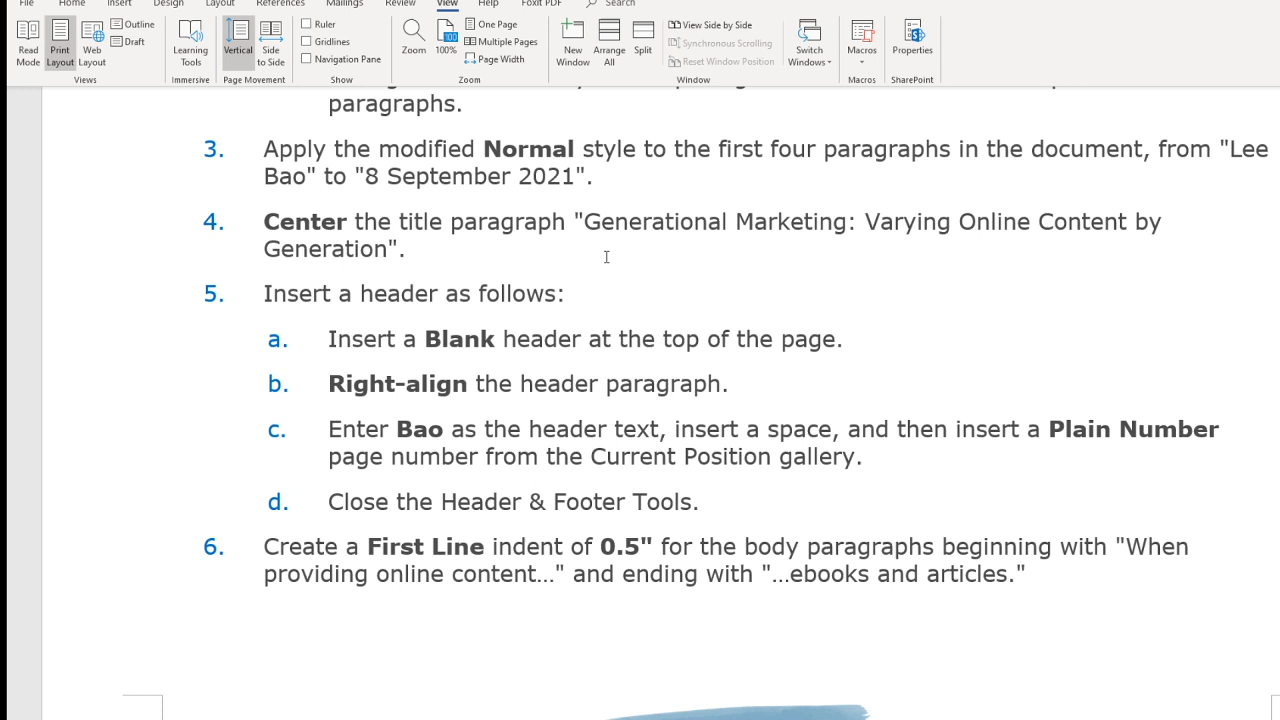 File Home Insert Design Layout References Mailings Review View Help Foxit PDF Search
Read Mode
Print Layout
Web Layout
Outline
Draft
Views
Learning Tools
Immersive
Vertical
Side to Side
Page Movement
Ruler
Gridlines
Navigation Pane
Show
Zoom
100%
One Page
Multiple Pages
Page Width
Zoom
New Window
Arrange All
Split
View Side by Side
Synchronous Scrolling
Reset Window Position
Switch Windows
Window
Macros
Macros
Properties
SharePoint
paragraphs.
3. Apply the modified Normal style to the first four paragraphs in the document, from "Lee
Bao" to "8 September 2021".
4. Center the title paragraph "Generational Marketing: Varying Online Content by
Generation".
5. Insert a header as follows:
a. Insert a Blank header at the top of the page.
b. Right-align the header paragraph.
c. Enter Bao as the header text, insert a space, and then insert a Plain Number
page number from the Current Position gallery.
d. Close the Header & Footer Tools.
6. Create a First Line indent of 0.5" for the body paragraphs beginning with "When
providing online content…" and ending with "…ebooks and articles."